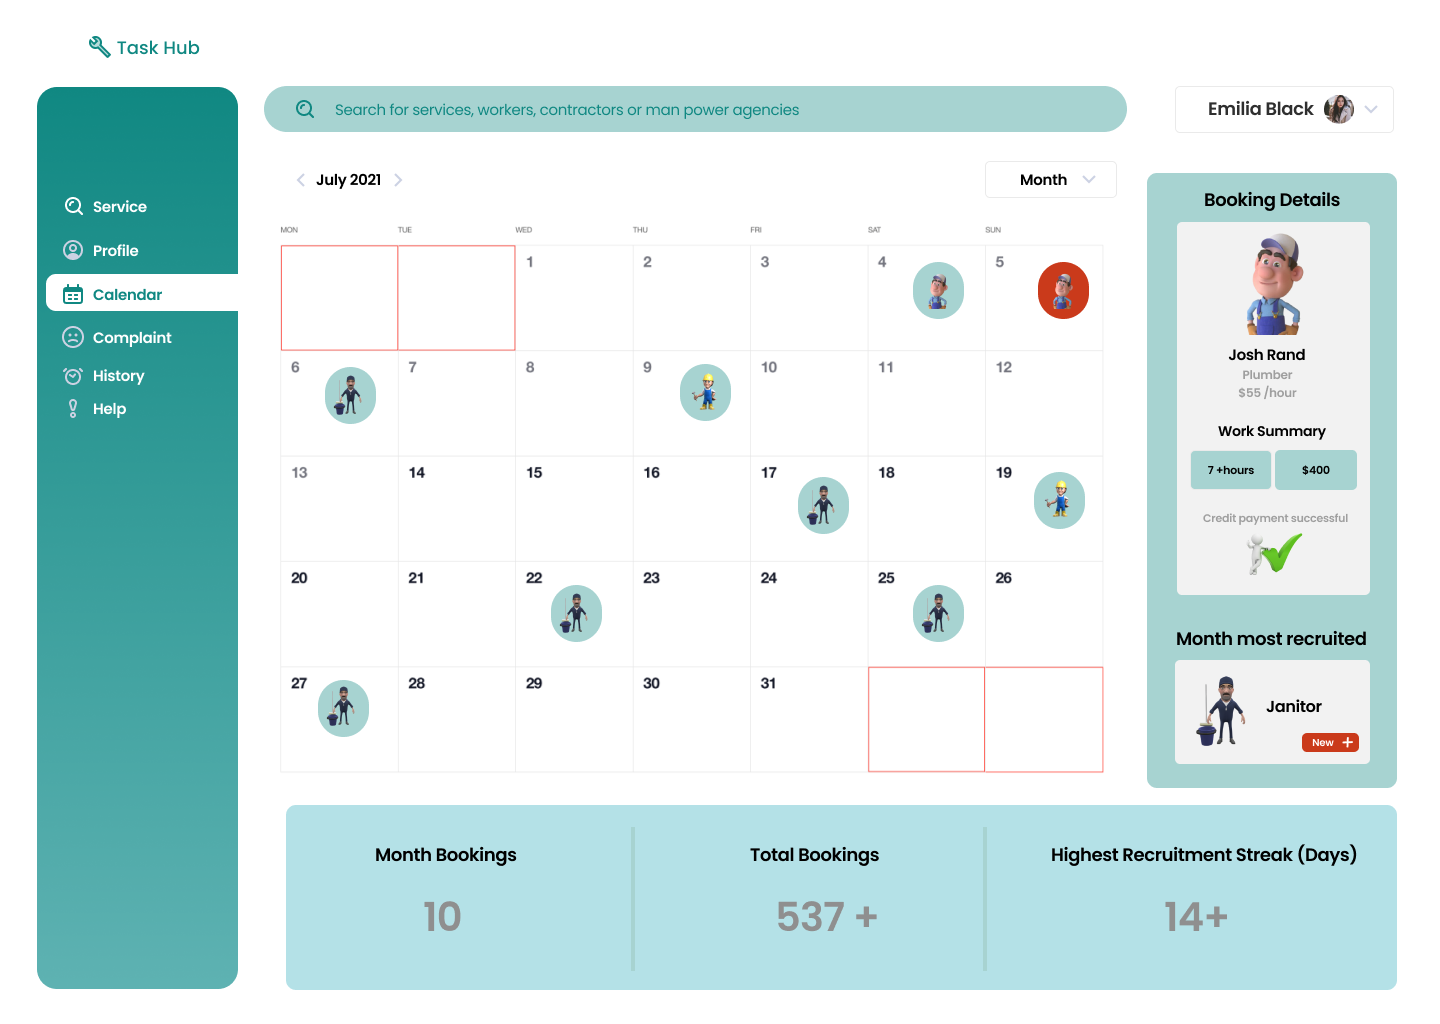 Task Hub
Search for services, workers, contractors or man power agencies
Emilia Black
Service
Profile
Calendar
Complaint
History
Help
July 2021
Month
MON TUE WED THU FRI SAT SUN
1 2 3 4 5
6 7 8 9 10 11 12
13 14 15 16 17 18 19
20 21 22 23 24 25 26
27 28 29 30 31
Booking Details
Josh Rand
Plumber
$55 /hour
Work Summary
7 +hours $400
Credit payment successful
Month most recruited
Janitor
New +
Month Bookings
10
Total Bookings
537 +
Highest Recruitment Streak (Days)
14+